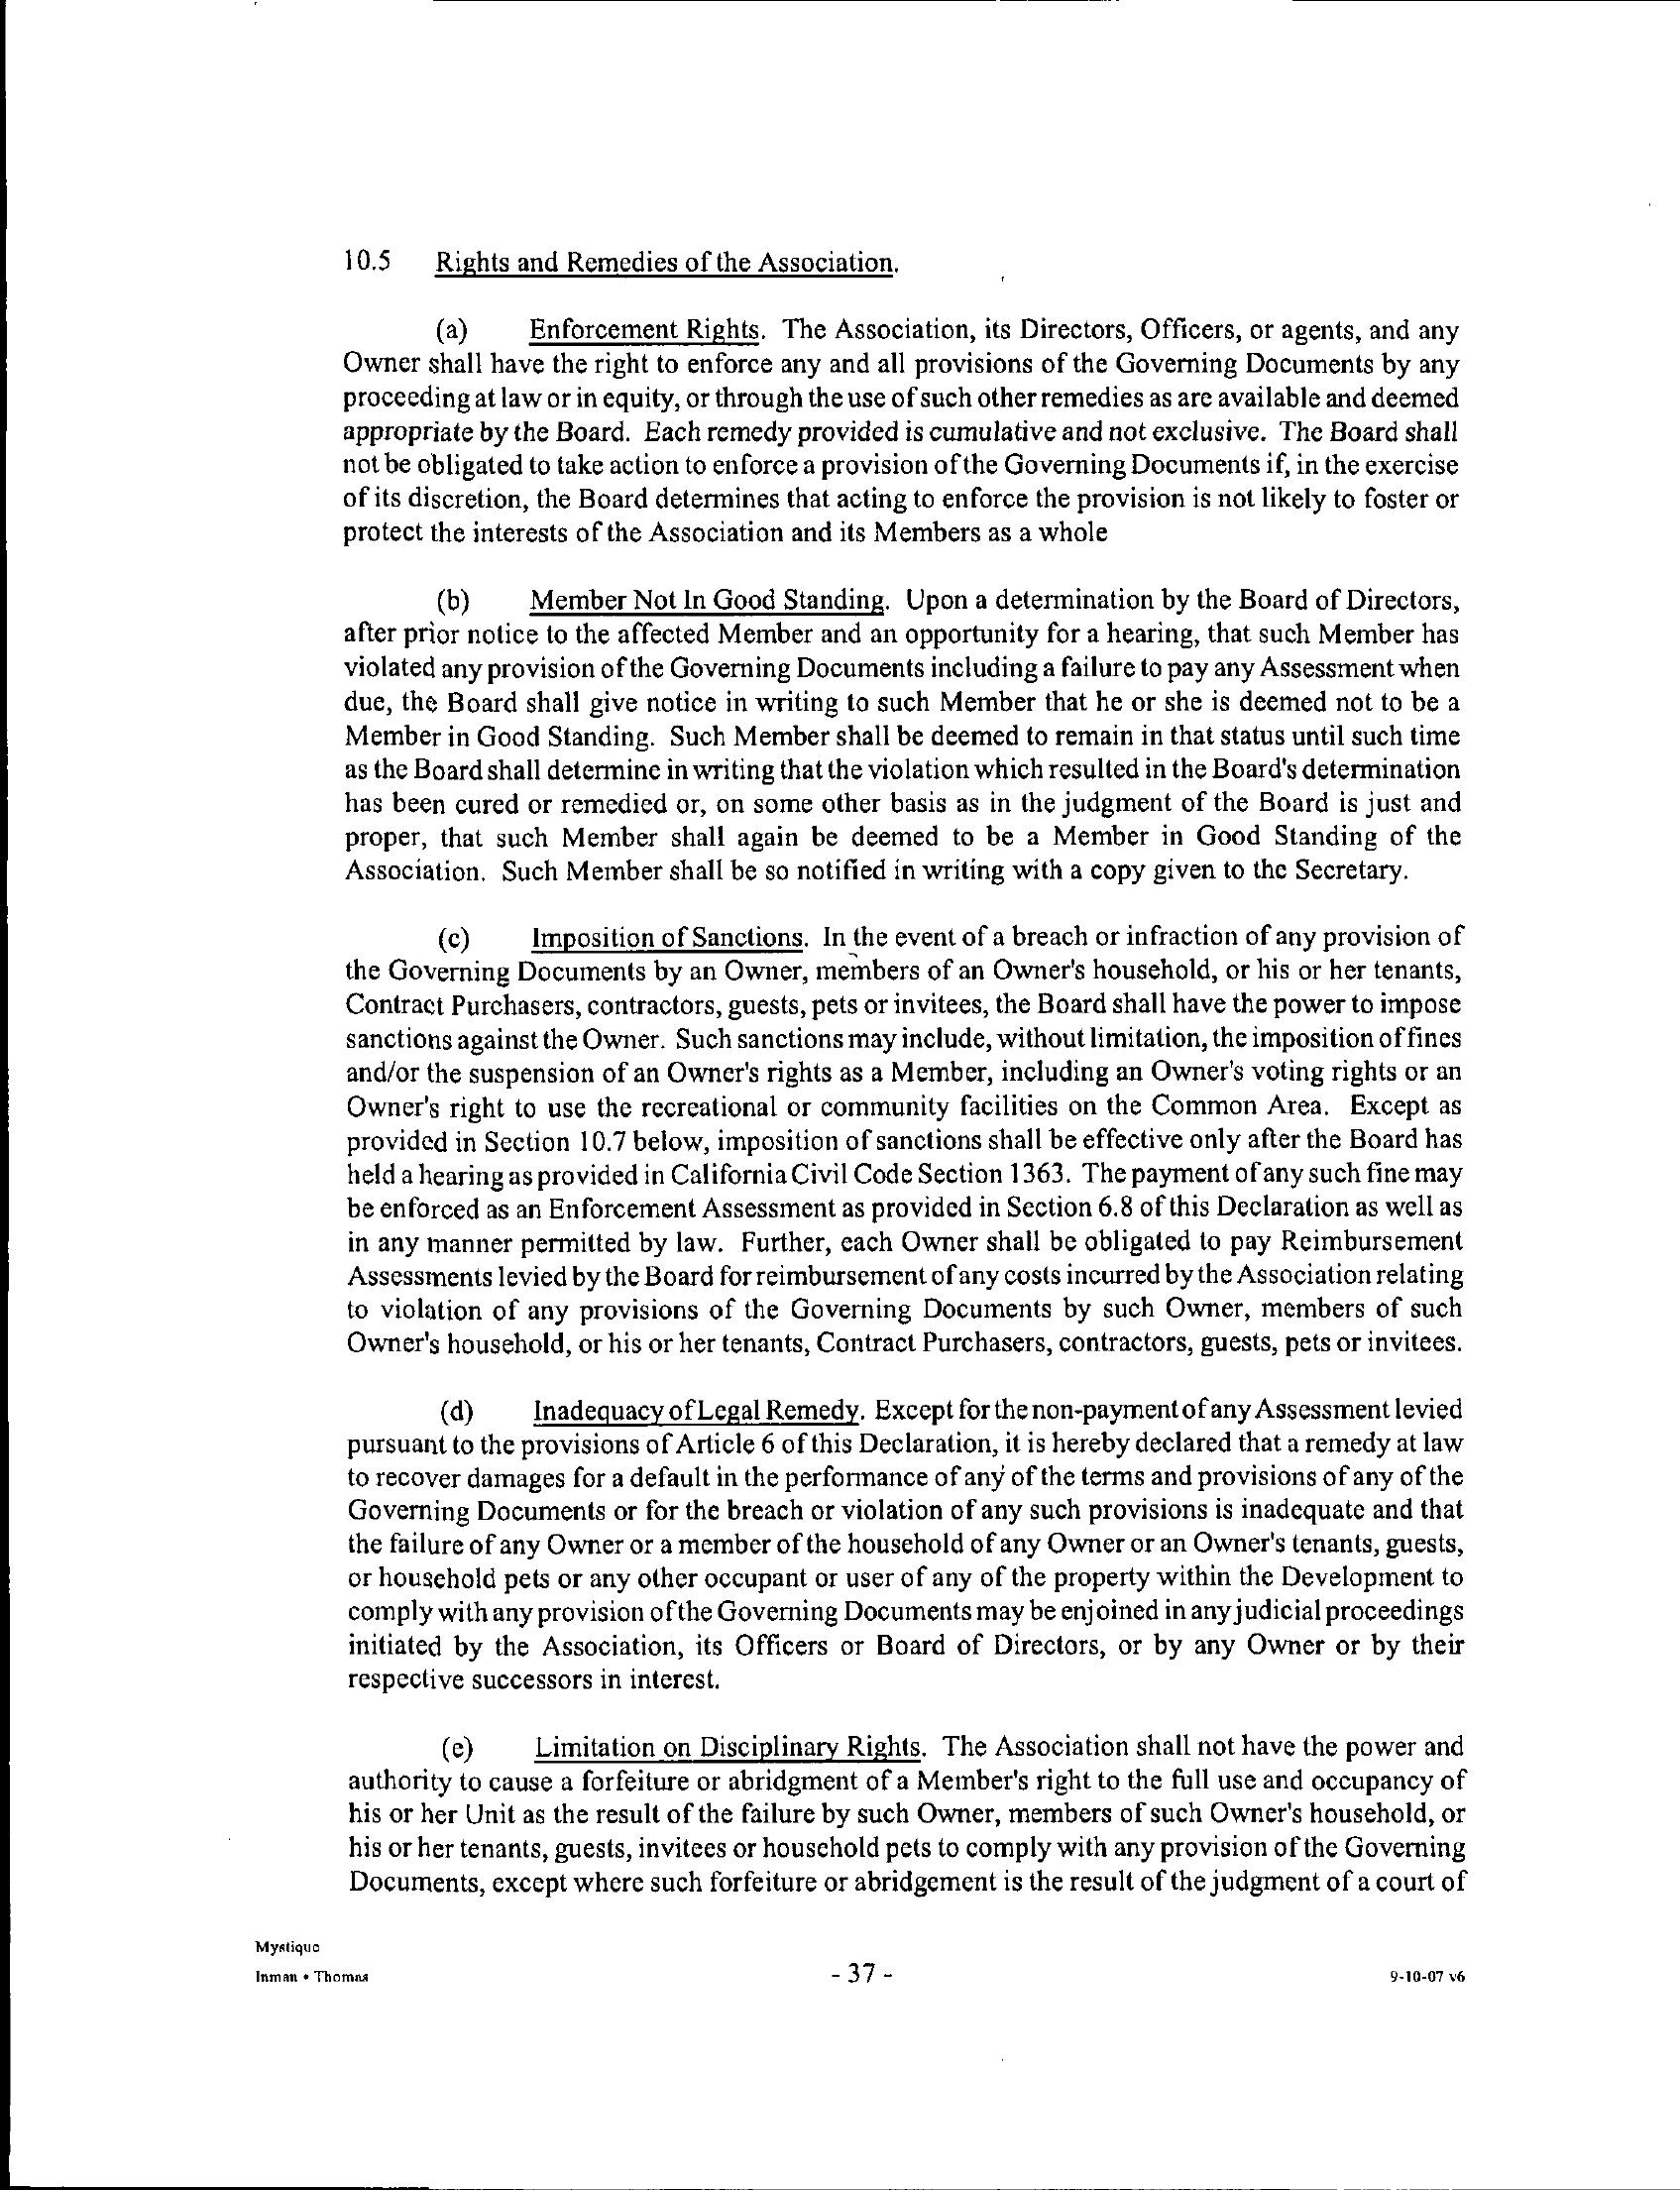 10.5 Rights and Remedies of the Association.
(a) Enforcement Rights. The Association, its Directors, Officers, or agents, and any
Owner shall have the right to enforce any and all provisions of the Governing Documents by any
proceeding at law or in equity, or through the use of such other remedies as are available and deemed
appropriate by the Board. Each remedy provided is cumulative and not exclusive. The Board shall
not be obligated to take action to enforce a provision of the Governing Documents if, in the exercise
of its discretion, the Board determines that acting to enforce the provision is not likely to foster or
protect the interests of the Association and its Members as a whole
(b) Member Not In Good Standing. Upon a determination by the Board of Directors,
after prior notice to the affected Member and an opportunity for a hearing, that such Member has
violated any provision of the Governing Documents including a failure to pay any Assessment when
due, the Board shall give notice in writing to such Member that he or she is deemed not to be a
Member in Good Standing. Such Member shall be deemed to remain in that status until such time
as the Board shall determine in writing that the violation which resulted in the Board's determination
has been cured or remedied or, on some other basis as in the judgment of the Board is just and
proper, that such Member shall again be deemed to be a Member in Good Standing of the
Association. Such Member shall be so notified in writing with a copy given to the Secretary.
(c) Imposition of Sanctions. In the event of a breach or infraction of any provision of
the Governing Documents by an Owner, members of an Owner's household, or his or her tenants,
Contract Purchasers, contractors, guests, pets or invitees, the Board shall have the power to impose
sanctions against the Owner. Such sanctions may include, without limitation, the imposition of fines
and/or the suspension of an Owner's rights as a Member, including an Owner's voting rights or an
Owner's right to use the recreational or community facilities on the Common Area. Except as
provided in Section 10.7 below, imposition of sanctions shall be effective only after the Board has
held a hearing as provided in California Civil Code Section 1363. The payment of any such fine may
be enforced as an Enforcement Assessment as provided in Section 6.8 of this Declaration as well as
in any manner permitted by law. Further, each Owner shall be obligated to pay Reimbursement
Assessments levied by the Board for reimbursement of any costs incurred by the Association relating
to violation of any provisions of the Governing Documents by such Owner, members of such
Owner's household, or his or her tenants, Contract Purchasers, contractors, guests, pets or invitees.
(d) Inadequacy of Legal Remedy. Except for the non-payment of any Assessment levied
pursuant to the provisions of Article 6 of this Declaration, it is hereby declared that a remedy at law
to recover damages for a default in the performance of any of the terms and provisions of any of the
Governing Documents or for the breach or violation of any such provisions is inadequate and that
the failure of any Owner or a member of the household of any Owner or an Owner's tenants, guests,
or household pets or any other occupant or user of any of the property within the Development to
comply with any provision of the Governing Documents may be enjoined in any judicial proceedings
initiated by the Association, its Officers or Board of Directors, or by any Owner or by their
respective successors in interest.
(e) Limitation on Disciplinary Rights. The Association shall not have the power and
authority to cause a forfeiture or abridgment of a Member's right to the full use and occupancy of
his or her Unit as the result of the failure by such Owner, members of such Owner's household, or
his or her tenants, guests, invitees or household pets to comply with any provision of the Governing
Documents, except where such forfeiture or abridgement is the result of the judgment of a court of
Mystique
Inman • Thomas
- 37 -
9-10-07 v6